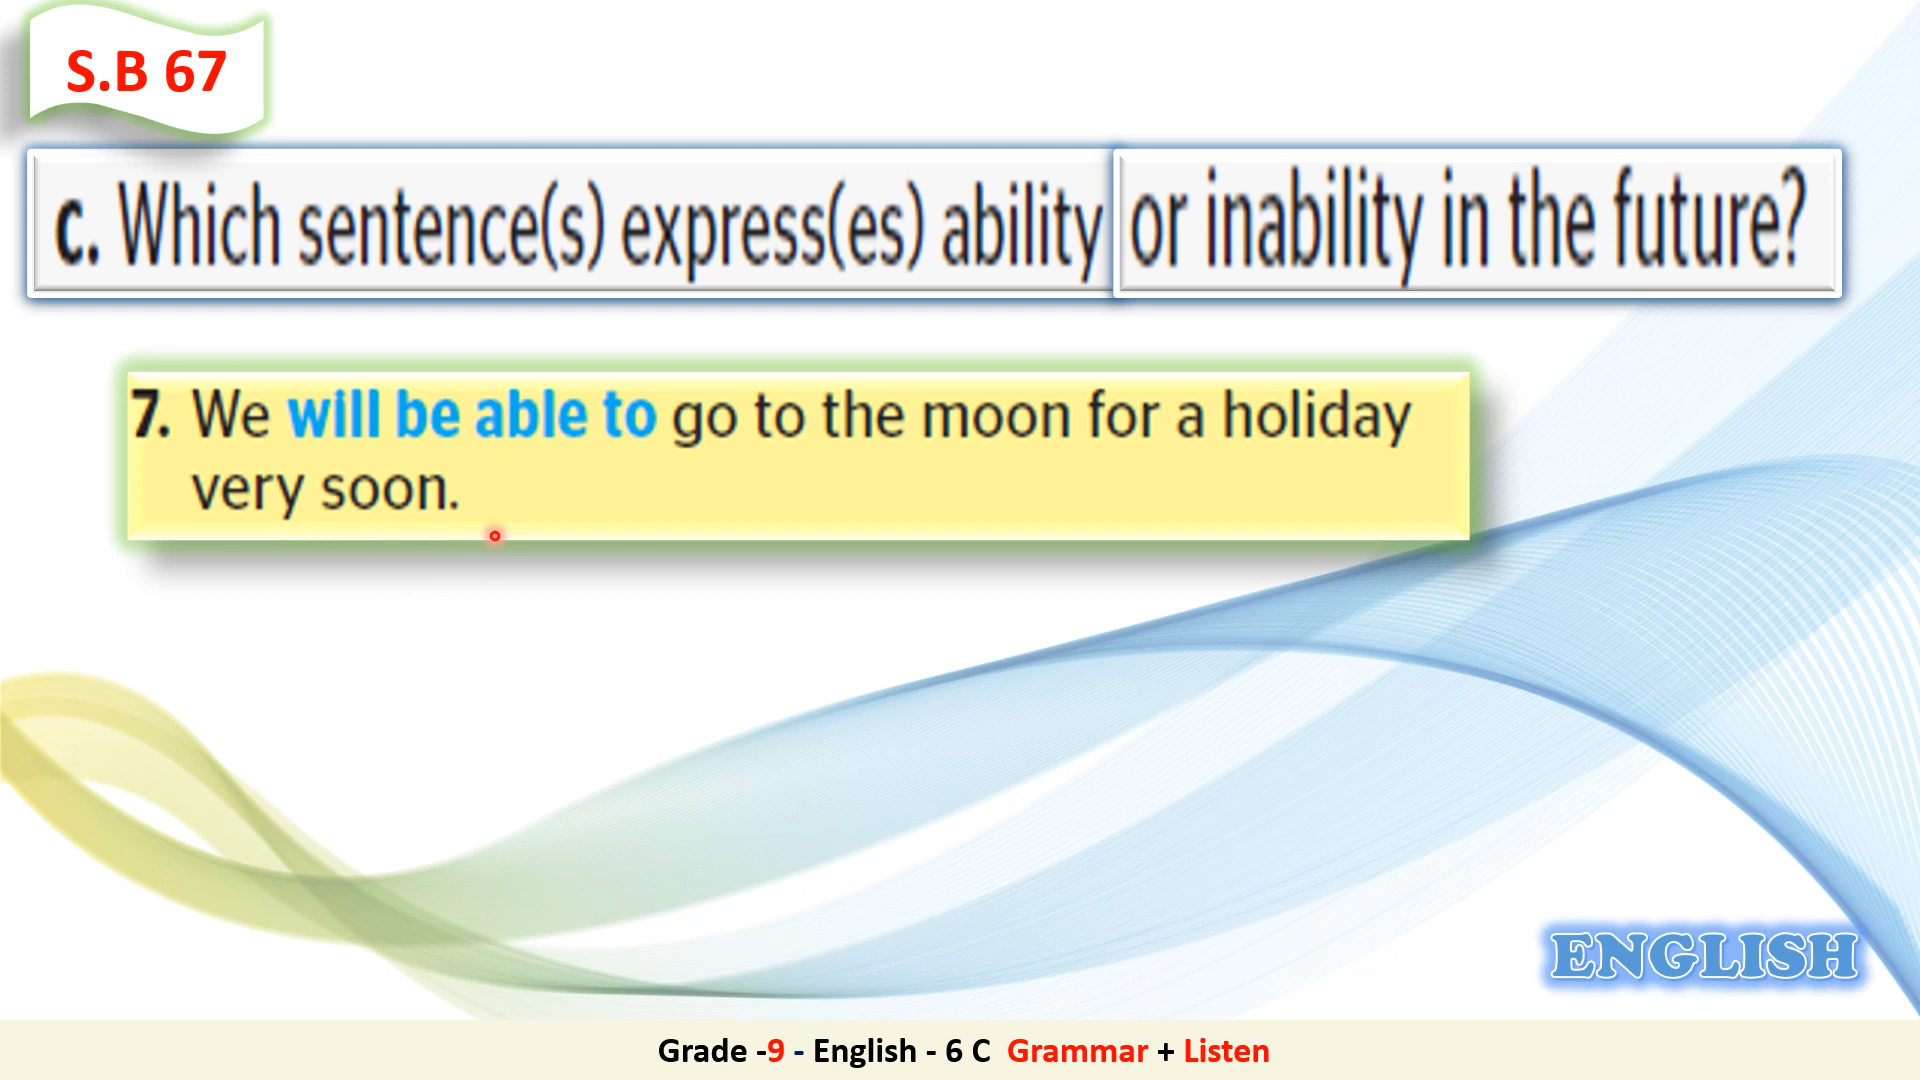 S.B 67
c. Which sentence(s) express(es) ability or inability in the future?
7. We will be able to go to the moon for a holiday
very soon.
ENGLISH
Grade -9 - English - 6 C Grammar + Listen